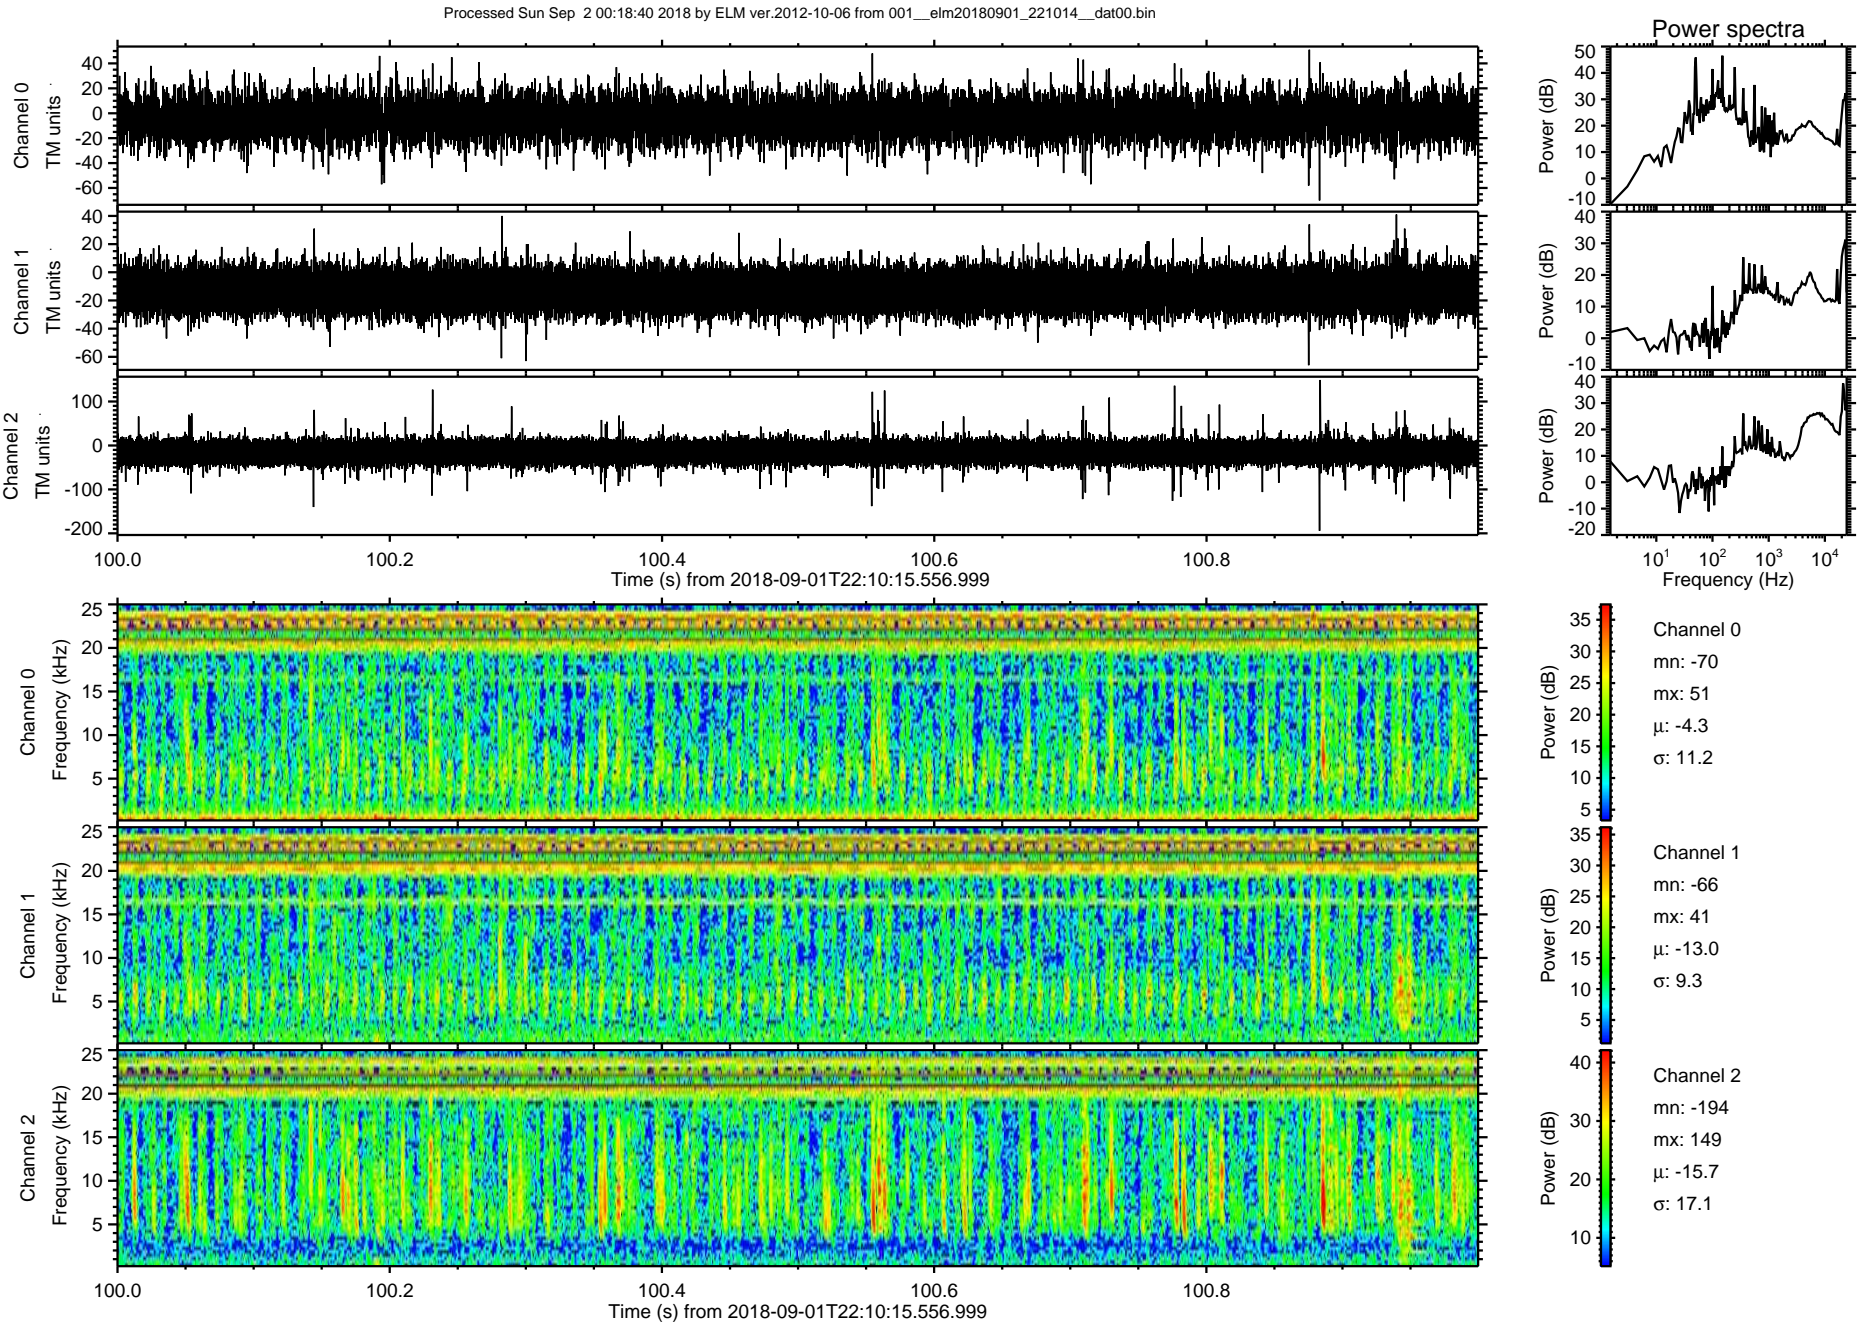 Processed Sun Sep  2 00:18:40 2018 by ELM ver.2012-10-06 from 001__elm20180901_221014__dat00.bin
Power spectra
Channel 0
TM units
40
20
0
-20
-40
-60
Power (dB)
50
40
30
20
10
0
-10
Channel 1
TM units
40
20
0
-20
-40
-60
Power (dB)
40
30
20
10
0
-10
Channel 2
TM units
100
0
-100
-200
Power (dB)
40
30
20
10
0
-10
-20
100.0 100.2 100.4 100.6 100.8
Time (s) from 2018-09-01T22:10:15.556.999
10^1 10^2 10^3 10^4
Frequency (Hz)
Channel 0
Frequency (kHz)
25
20
15
10
5
Power (dB)
35
30
25
20
15
10
5
Channel 0
mn: -70
mx: 51
μ: -4.3
σ: 11.2
Channel 1
Frequency (kHz)
25
20
15
10
5
Power (dB)
35
30
25
20
15
10
5
Channel 1
mn: -66
mx: 41
μ: -13.0
σ: 9.3
Channel 2
Frequency (kHz)
25
20
15
10
5
Power (dB)
40
30
20
10
Channel 2
mn: -194
mx: 149
μ: -15.7
σ: 17.1
100.0 100.2 100.4 100.6 100.8
Time (s) from 2018-09-01T22:10:15.556.999